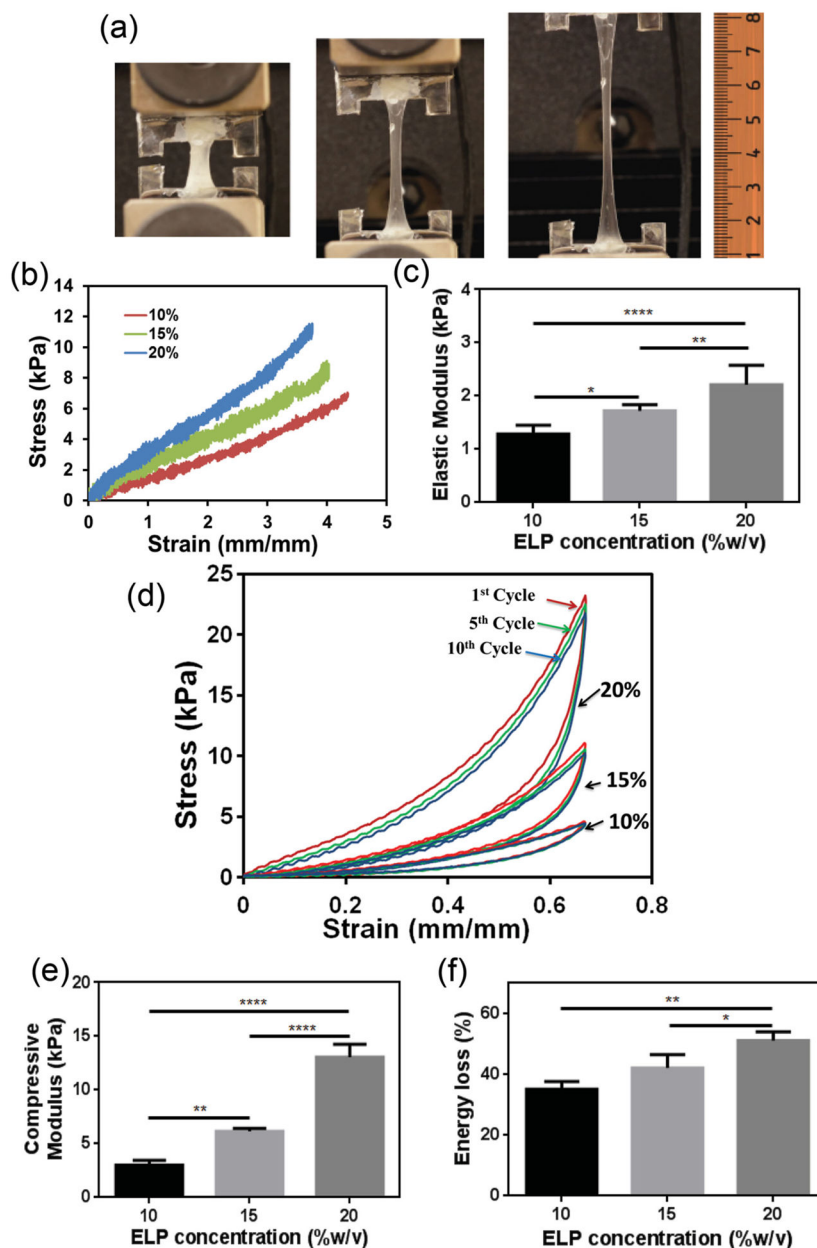 (a)
8
7
6
5
4
3
2
1
(b)
14
12
10
8
6
4
2
0
Stress (kPa)
10%
15%
20%
0 1 2 3 4 5
Strain (mm/mm)
(c)
4
3
2
1
0
Elastic Modulus (kPa)
****
**
*
10 15 20
ELP concentration (%w/v)
(d)
25
20
15
10
5
0
Stress (kPa)
1st Cycle
5th Cycle
10th Cycle
20%
15%
10%
0 0.2 0.4 0.6 0.8
Strain (mm/mm)
(e)
20
15
10
5
0
Compressive
Modulus (kPa)
****
****
**
10 15 20
ELP concentration (%w/v)
(f)
60
40
20
0
Energy loss (%)
**
*
10 15 20
ELP concentration (%w/v)